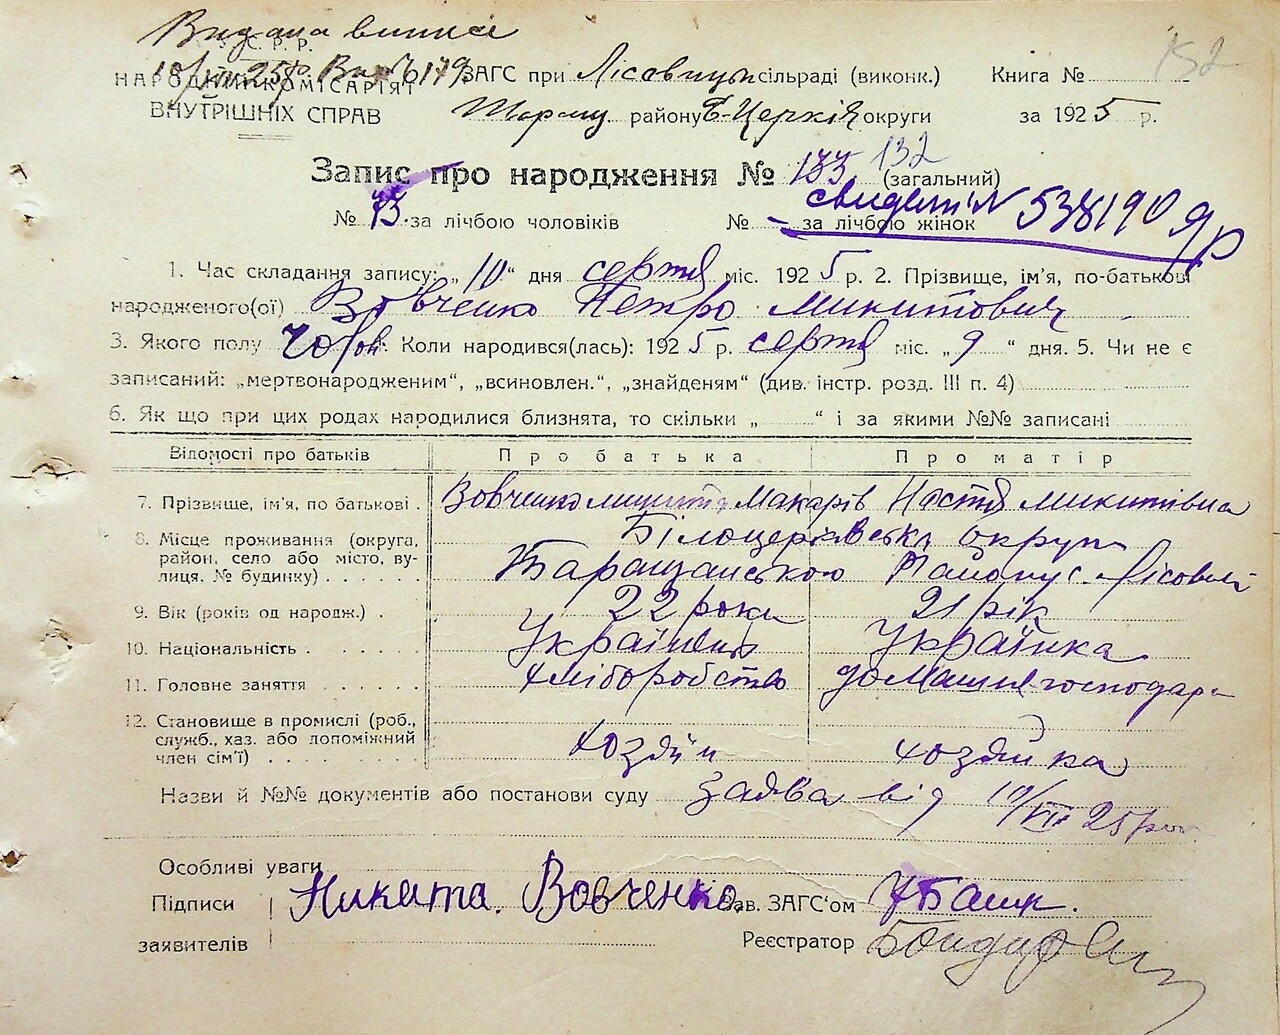 Видана виписка
У.С.Р.Р.
НАРОДНІЙ КОМІСАРІЯТ
ВНУТРІШНІХ СПРАВ
ЗАГС при Лісовицькій сільраді (виконк.) Книга №
району Б-Церків округи за 1925 р.
Запис про народження № 133 132 (загальний)
№ 73 за лічбою чоловіків № - за лічбою жінок
538190
1. Час складання запису: „10“ дня серпня міс. 1925 р. 2. Прізвище, ім'я, по-батькові
народженого(ої) Вовченко Петро Микитович
3. Якого полу чолов. Коли народився(лась): 1925 р. серпня міс. „9“ дня. 5. Чи не є
записаний: „мертвонародженим“, „всиновлен.“, „знайденям“ (див. інстр. розд. III п. 4)
6. Як що при цих родах народилися близнята, то скільки „ “ і за якими №№ записані
Відомості про батьків Про батька Про матір
7. Прізвище, ім'я, по батькові . Вовченко Микита Макарів Настя Микитівна
8. Місце проживання (округа, район, село або місто, вулиця. № будинку) . Білоцерківська округа
Таращанського Району с. Лісовичі
9. Вік (років од народж.) . 22 роки 21 рік
10. Національність . Українець Українка
11. Головне заняття . хліборобство домашня господар
12. Становище в промислі (роб., служб., хаз. або допоміжний член сім'ї) . хозяїн хозяйка
Назви й №№ документів або постанови суду заява від 10/VIII 25 року
Особливі уваги
Підписи заявителів Никита Вовченко. Зав. ЗАГС'ом
Реєстратор